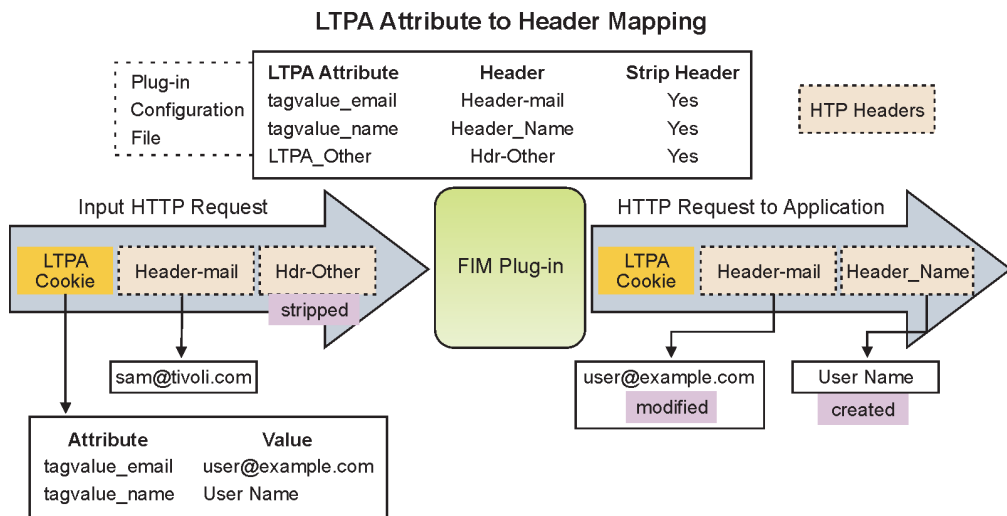 LTPA Attribute to Header Mapping
Plug-in
Configuration
File
LTPA Attribute Header Strip Header
tagvalue_email Header-mail Yes
tagvalue_name Header_Name Yes
LTPA_Other Hdr-Other Yes
HTP Headers
Input HTTP Request
LTPA
Cookie
Header-mail
Hdr-Other
stripped
sam@tivoli.com
Attribute Value
tagvalue_email user@example.com
tagvalue_name User Name
FIM Plug-in
HTTP Request to Application
LTPA
Cookie
Header-mail
Header_Name
user@example.com
modified
User Name
created